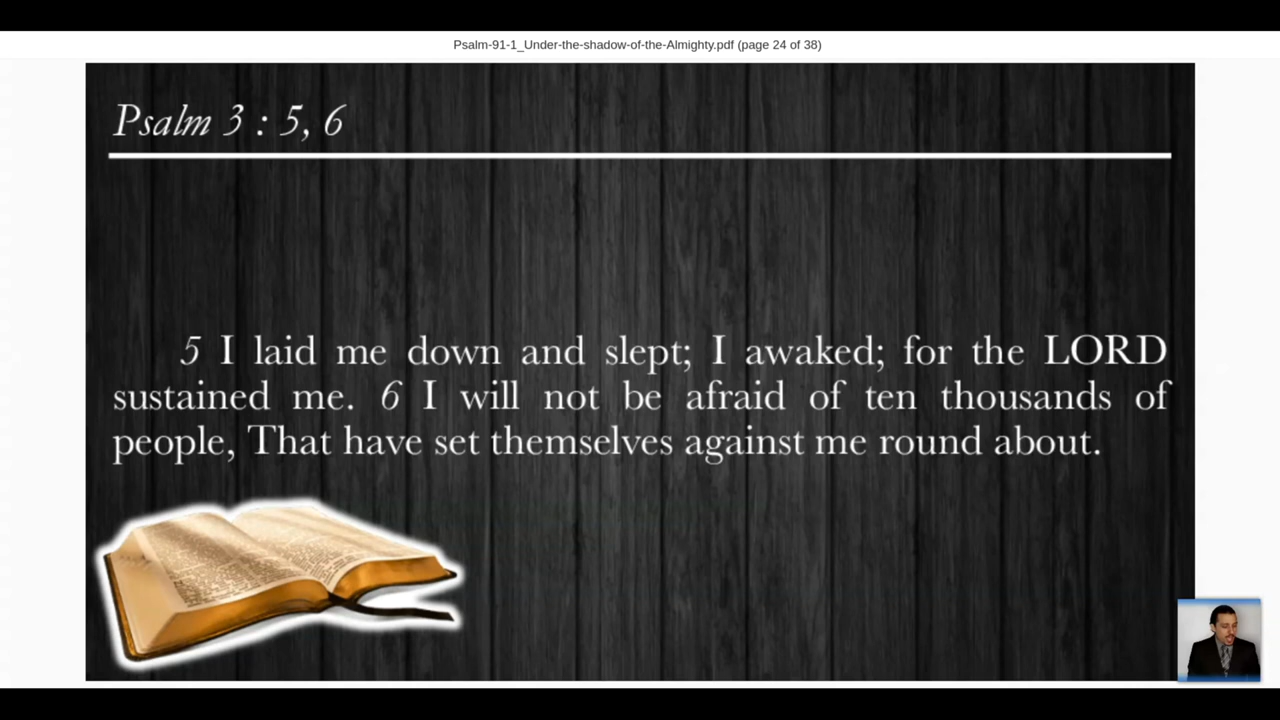 Psalm-91-1_Under-the-shadow-of-the-Almighty.pdf (page 24 of 38)
Psalm 3 : 5, 6
5 I laid me down and slept; I awaked; for the LORD
sustained me. 6 I will not be afraid of ten thousands of
people, That have set themselves against me round about.